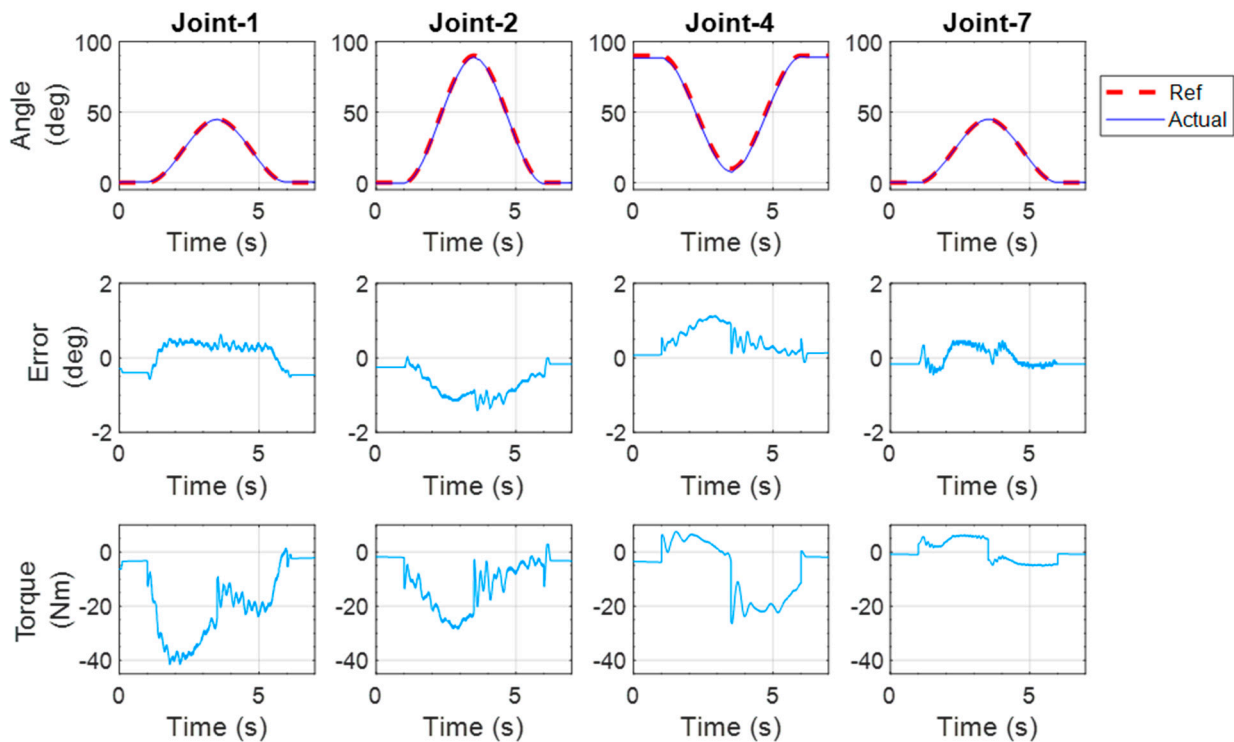 Joint-1 Joint-2 Joint-4 Joint-7
Angle
(deg)
100 100 100 100
50 50 50 50
0 0 0 0
0 5 0 5 0 5 0 5
Time (s) Time (s) Time (s) Time (s)
Ref
Actual
Error
(deg)
2 2 2 2
0 0 0 0
-2 -2 -2 -2
0 5 0 5 0 5 0 5
Time (s) Time (s) Time (s) Time (s)
Torque
(Nm)
0 0 0 0
-20 -20 -20 -20
-40 -40 -40 -40
0 5 0 5 0 5 0 5
Time (s) Time (s) Time (s) Time (s)